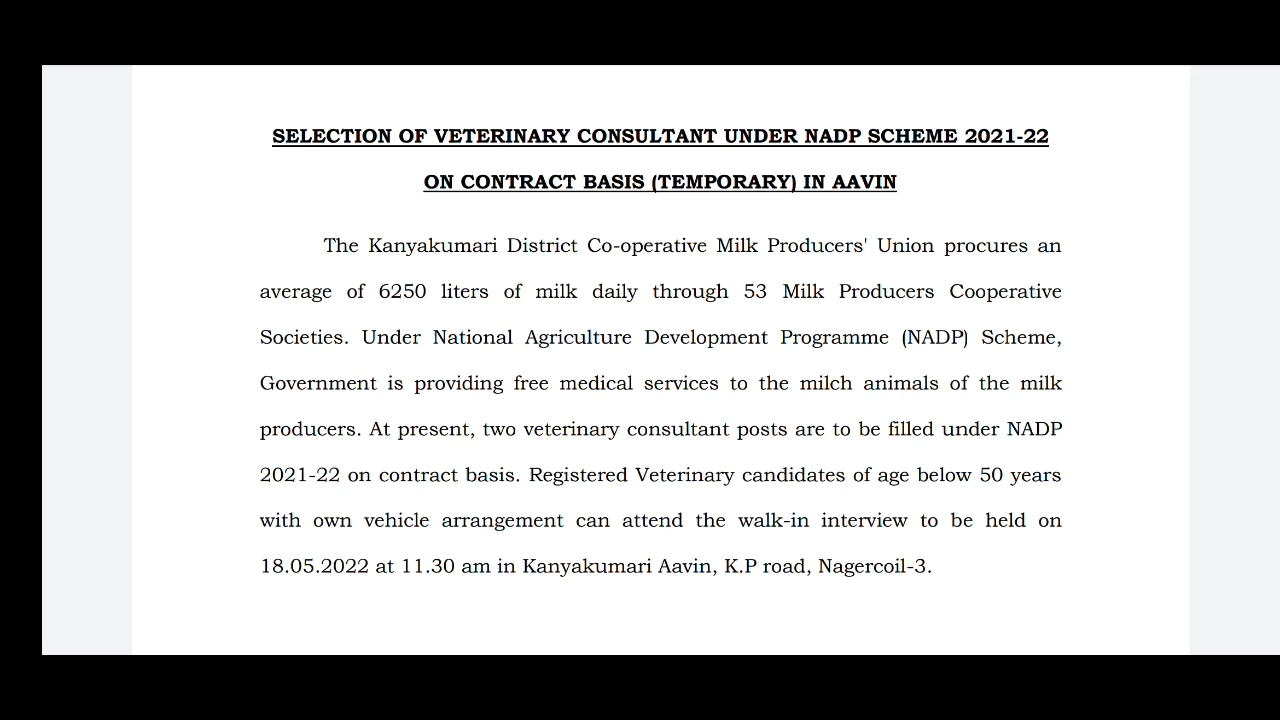 SELECTION OF VETERINARY CONSULTANT UNDER NADP SCHEME 2021-22
ON CONTRACT BASIS (TEMPORARY) IN AAVIN
The Kanyakumari District Co-operative Milk Producers' Union procures an
average of 6250 liters of milk daily through 53 Milk Producers Cooperative
Societies. Under National Agriculture Development Programme (NADP) Scheme,
Government is providing free medical services to the milch animals of the milk
producers. At present, two veterinary consultant posts are to be filled under NADP
2021-22 on contract basis. Registered Veterinary candidates of age below 50 years
with own vehicle arrangement can attend the walk-in interview to be held on
18.05.2022 at 11.30 am in Kanyakumari Aavin, K.P road, Nagercoil-3.